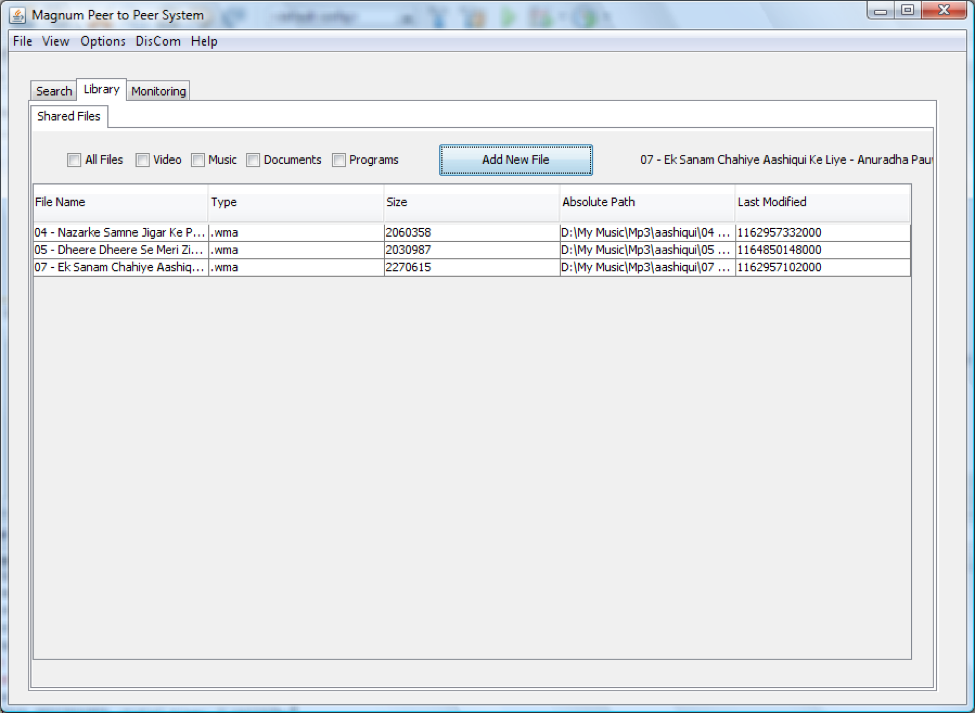 Magnum Peer to Peer System
File View Options DisCom Help
Search Library Monitoring
Shared Files
All Files Video Music Documents Programs Add New File 07 - Ek Sanam Chahiye Aashiqui Ke Liye - Anuradha Pau
File Name Type Size Absolute Path Last Modified
04 - Nazarke Samne Jigar Ke P... .wma 2060358 D:\My Music\Mp3\aashiqui\04 ... 1162957332000
05 - Dheere Dheere Se Meri Zi... .wma 2030987 D:\My Music\Mp3\aashiqui\05 ... 1164850148000
07 - Ek Sanam Chahiye Aashiq... .wma 2270615 D:\My Music\Mp3\aashiqui\07 ... 1162957102000